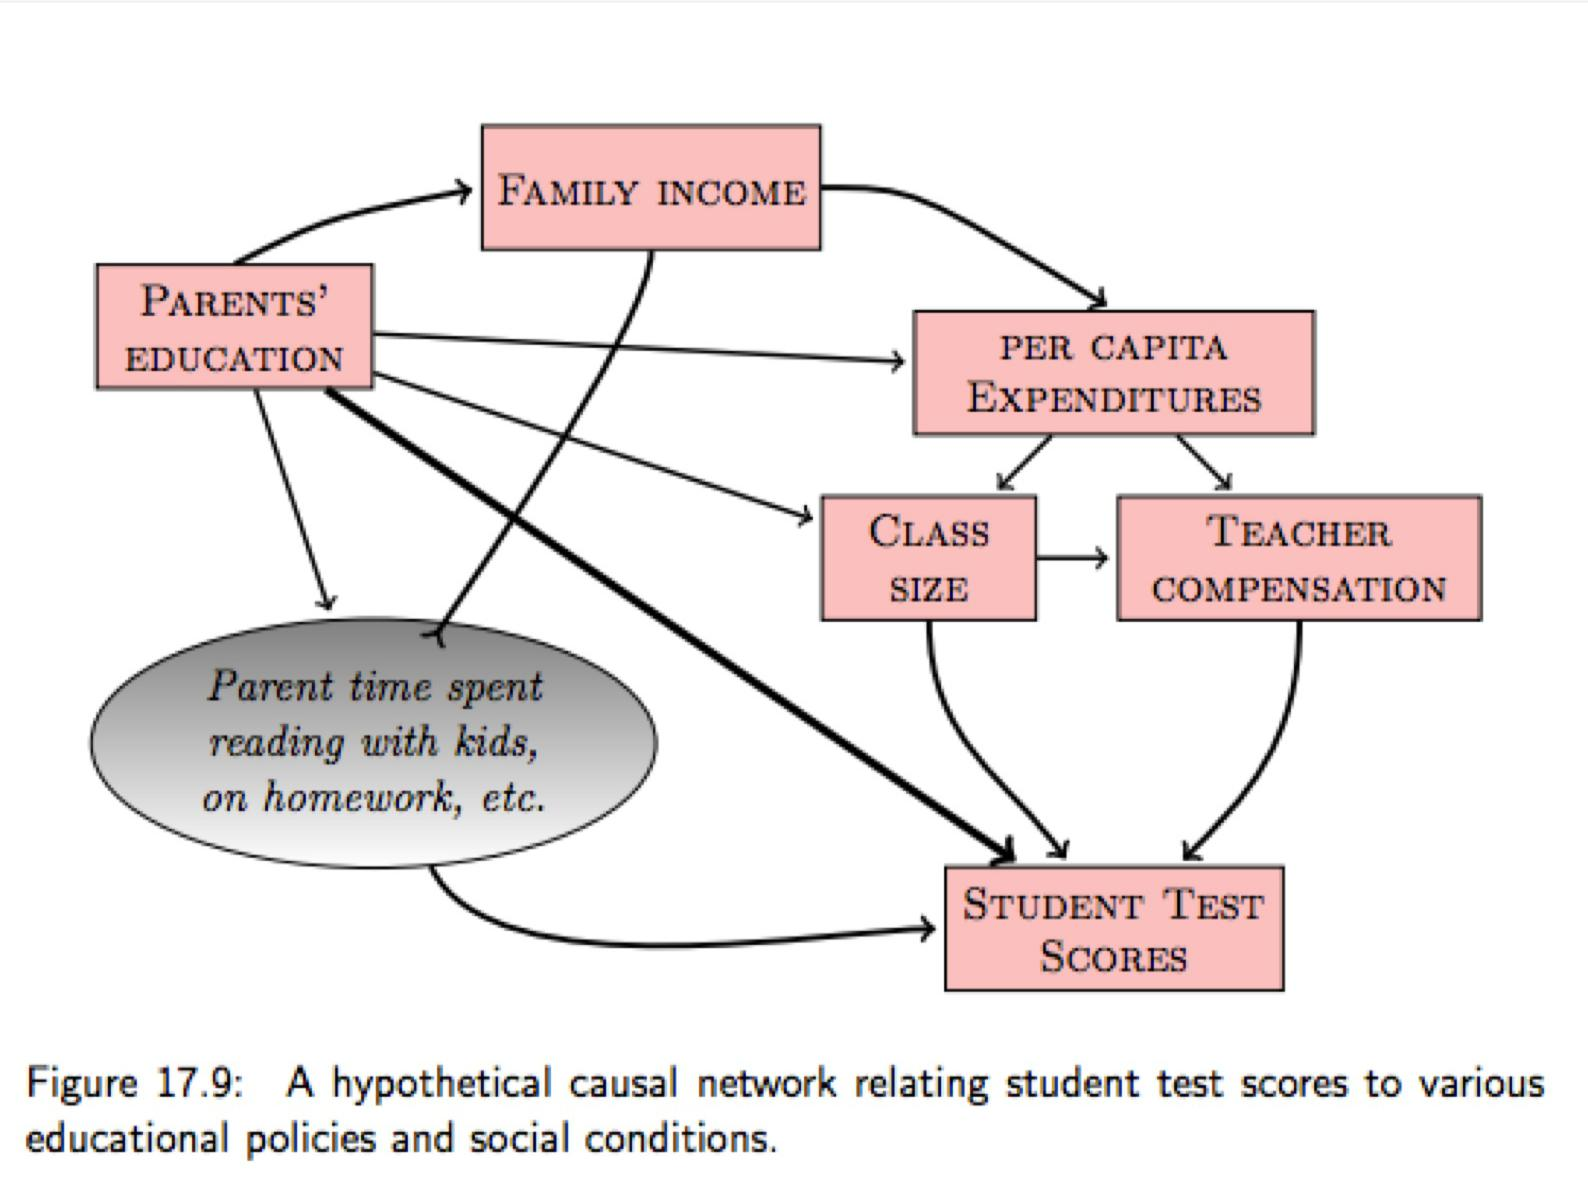 FAMILY INCOME
PARENTS'
EDUCATION
PER CAPITA
EXPENDITURES
CLASS
SIZE
TEACHER
COMPENSATION
Parent time spent
reading with kids,
on homework, etc.
STUDENT TEST
SCORES
Figure 17.9: A hypothetical causal network relating student test scores to various
educational policies and social conditions.